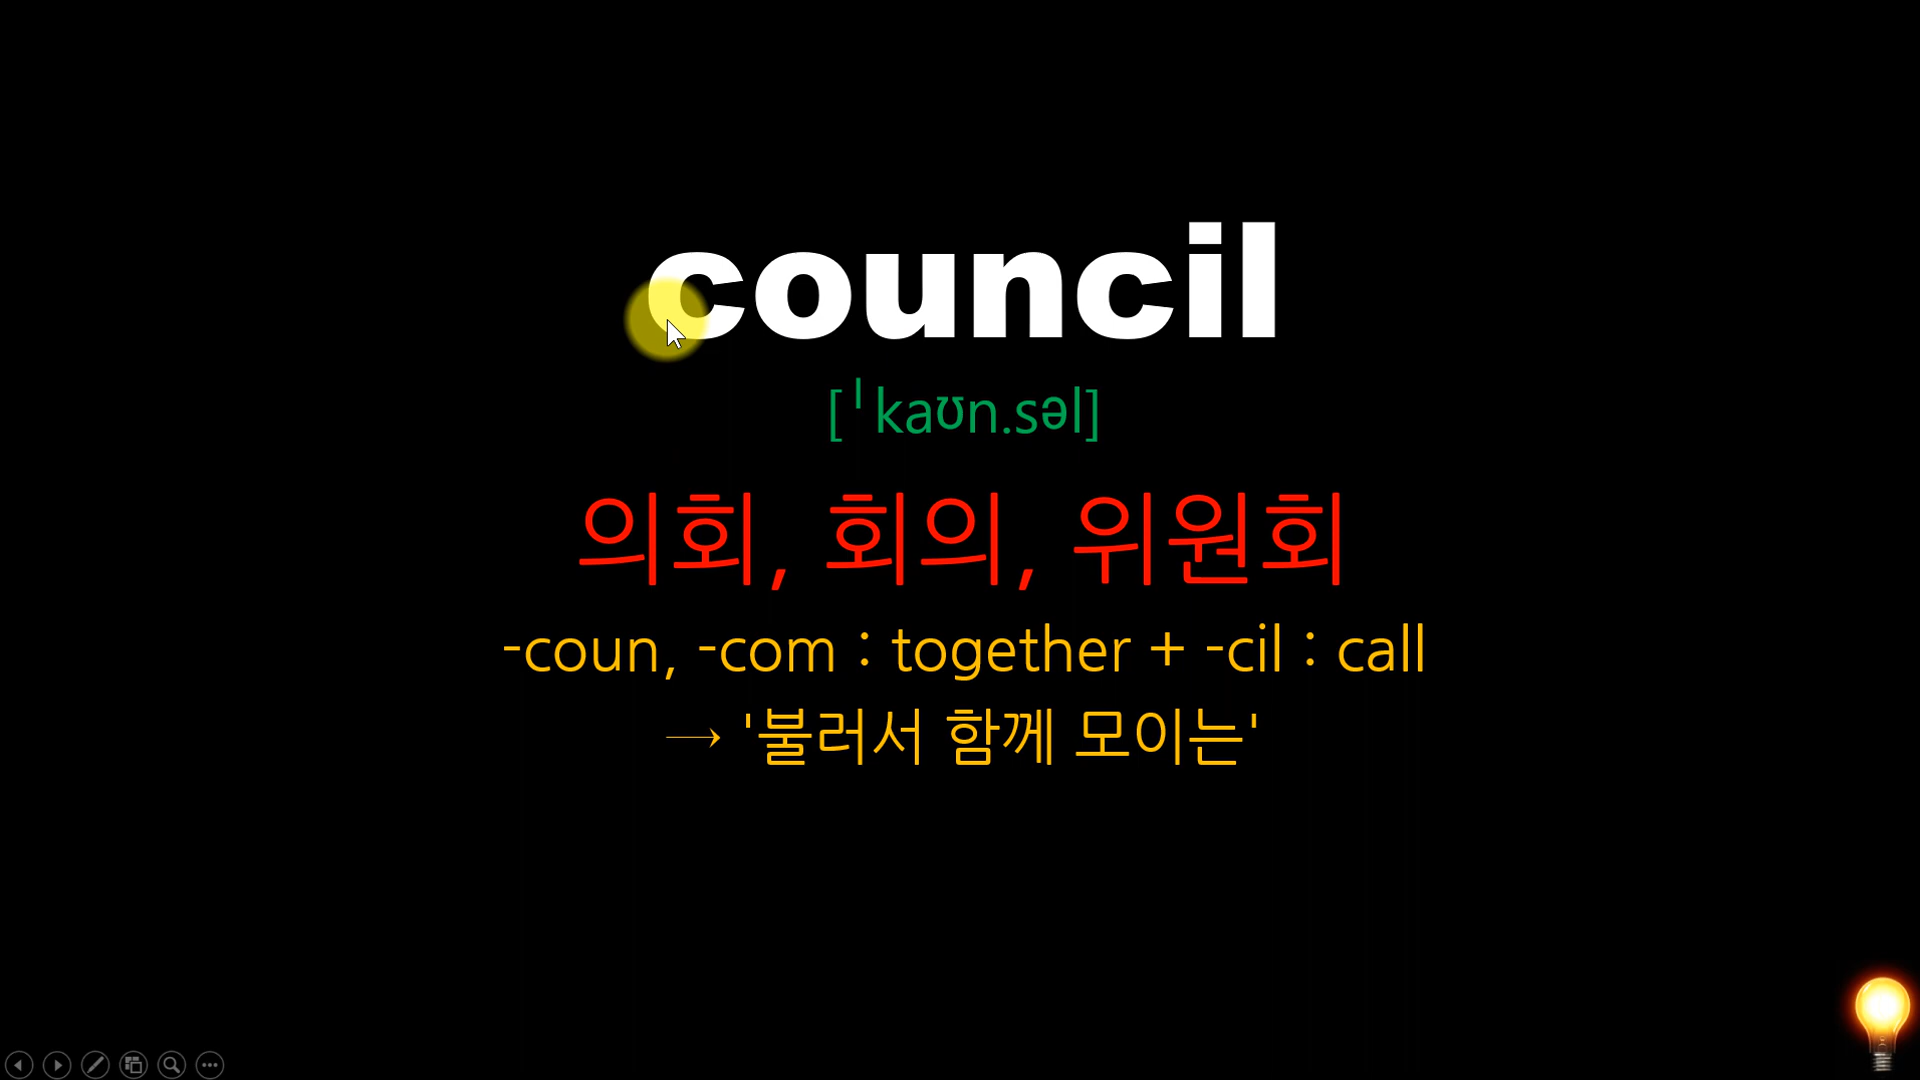 council
[ˈkaʊn.səl]
의회, 회의, 위원회
-coun, -com : together + -cil : call
→ '불러서 함께 모이는'